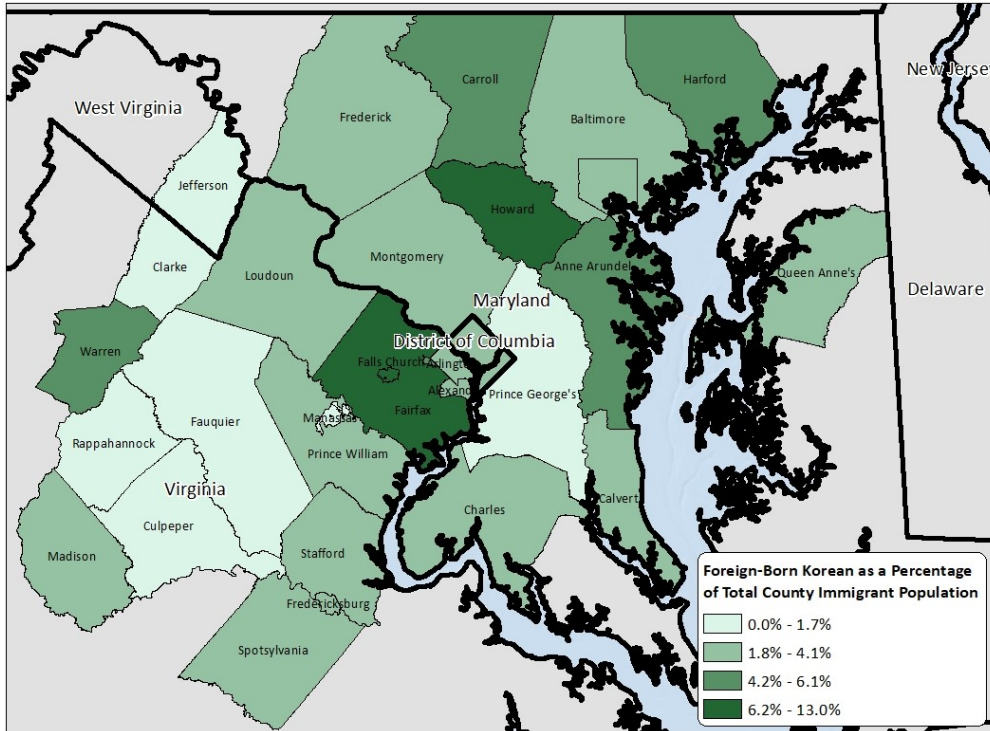 New Jersey
Carroll
Harford
West Virginia
Frederick
Baltimore
Jefferson
Howard
Clarke
Loudoun
Montgomery
Anne Arundel
Queen Anne's
Maryland
Delaware
District of Columbia
Warren
Falls Church
Arlington
Alexand
Prince George's
Fairfax
Fauquier
Manassas
Rappahannock
Prince William
Virginia
Calvert
Charles
Culpeper
Madison
Stafford
Fredericksburg
Spotsylvania
Foreign-Born Korean as a Percentage
of Total County Immigrant Population
0.0% - 1.7%
1.8% - 4.1%
4.2% - 6.1%
6.2% - 13.0%